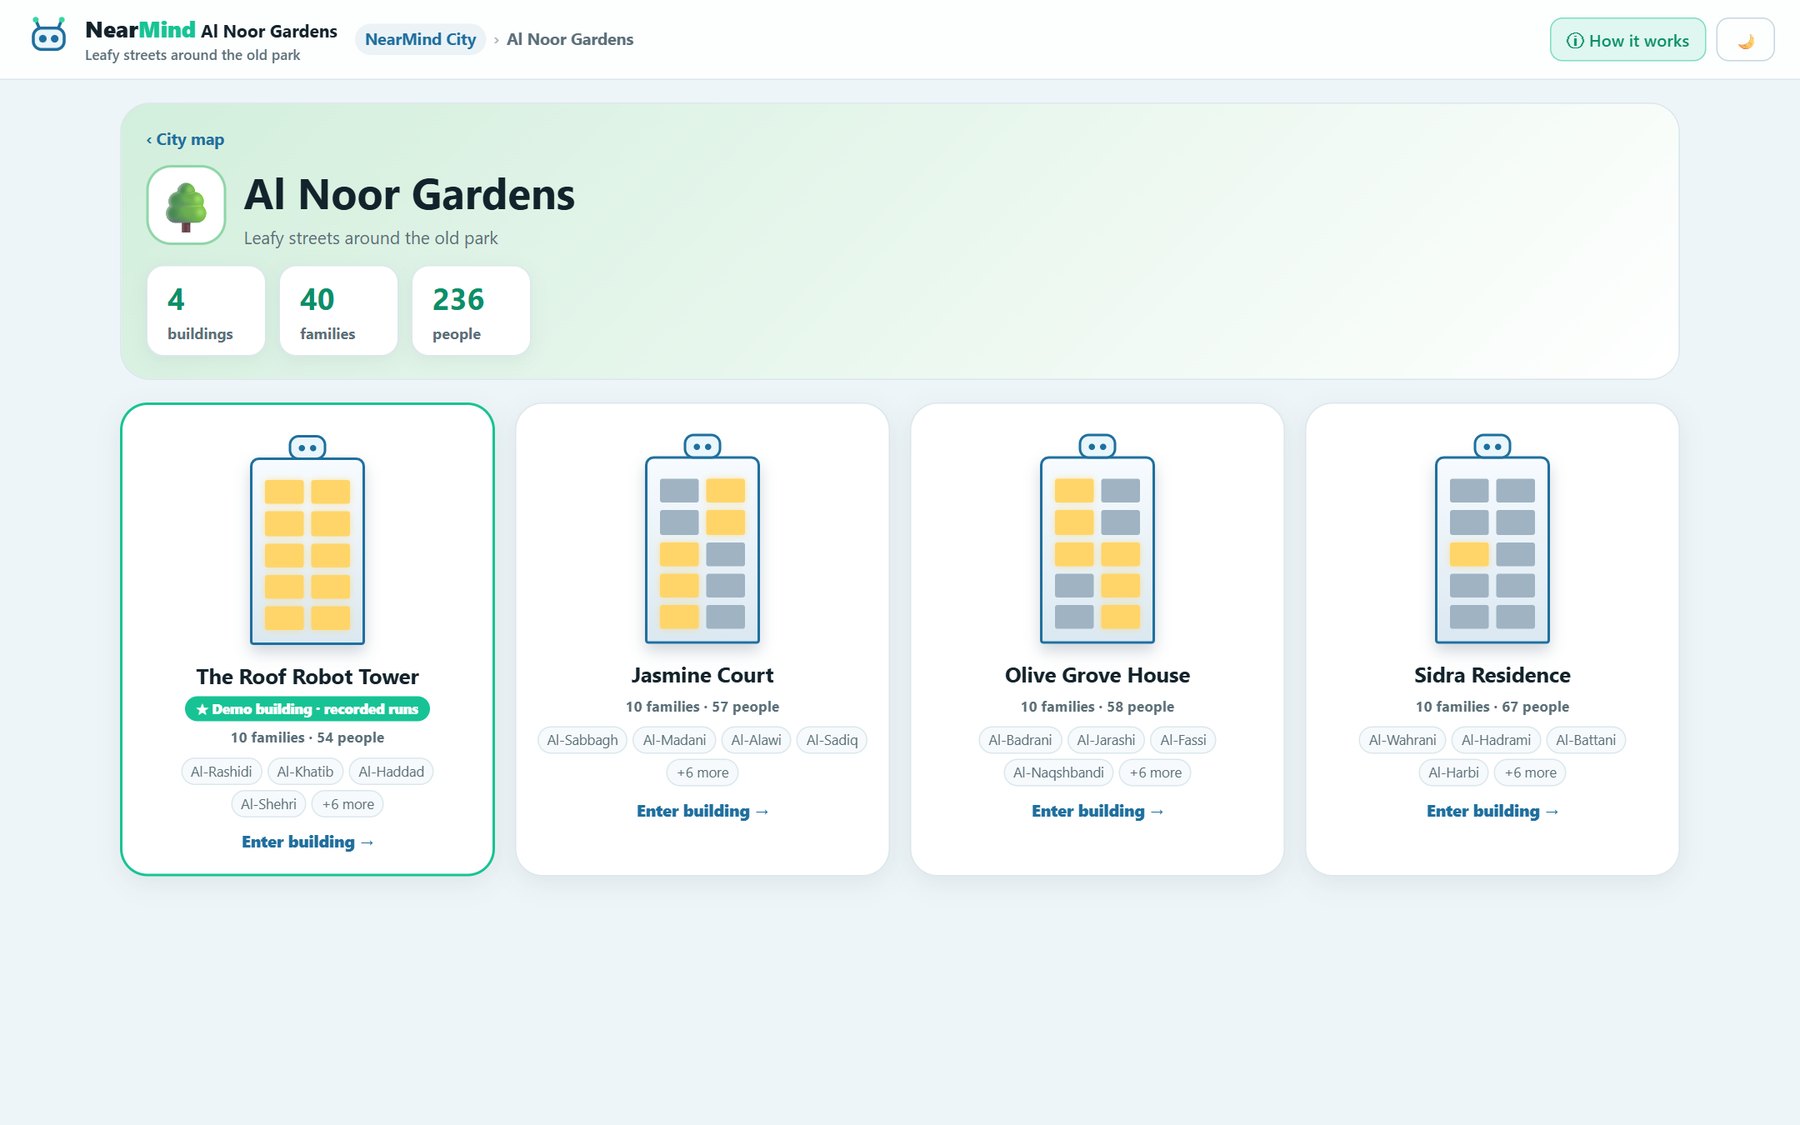 NearMind Al Noor Gardens
Leafy streets around the old park
NearMind City › Al Noor Gardens
How it works
‹ City map
Al Noor Gardens
Leafy streets around the old park
4
buildings
40
families
236
people
The Roof Robot Tower
★ Demo building · recorded runs
10 families · 54 people
Al-Rashidi Al-Khatib Al-Haddad
Al-Shehri +6 more
Enter building →
Jasmine Court
10 families · 57 people
Al-Sabbagh Al-Madani Al-Alawi Al-Sadiq
+6 more
Enter building →
Olive Grove House
10 families · 58 people
Al-Badrani Al-Jarashi Al-Fassi
Al-Naqshbandi +6 more
Enter building →
Sidra Residence
10 families · 67 people
Al-Wahrani Al-Hadrami Al-Battani
Al-Harbi +6 more
Enter building →